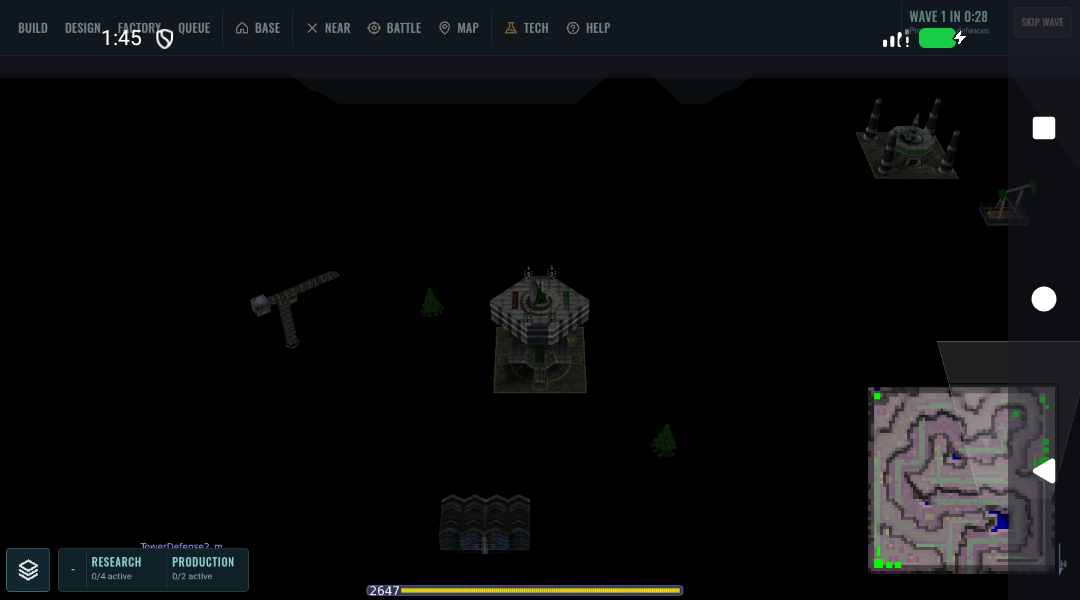 BUILD DESIGN FACTORY QUEUE BASE NEAR BATTLE MAP TECH HELP
WAVE 1 IN 0:28
SKIP WAVE
1:45
TowerDefense2_m
- RESEARCH PRODUCTION
0/4 active 0/2 active
2647